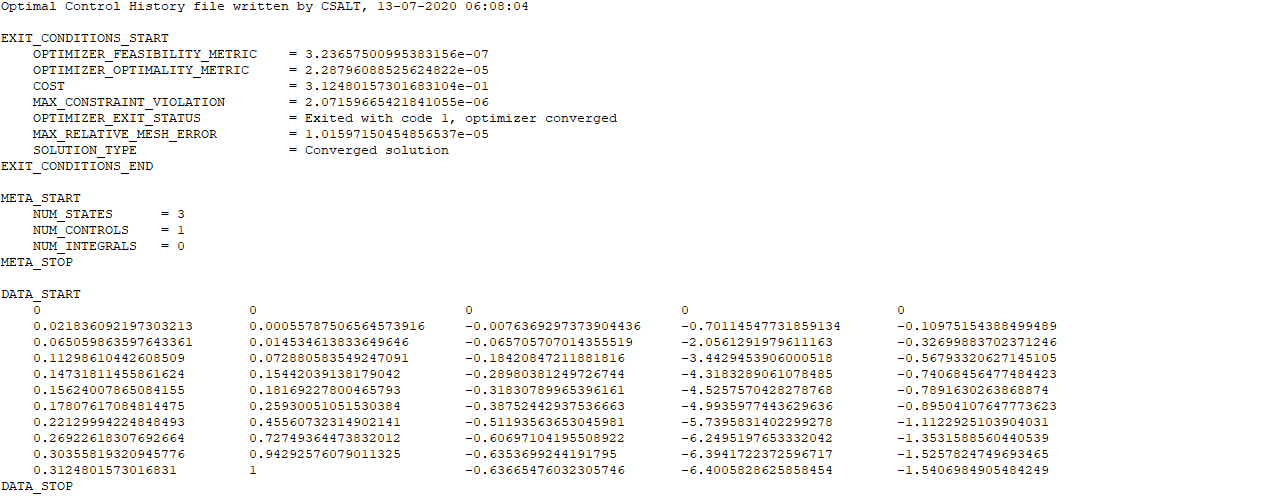 Optimal Control History file written by CSALT, 13-07-2020 06:08:04
EXIT_CONDITIONS_START
OPTIMIZER_FEASIBILITY_METRIC = 3.23657500995383156e-07
OPTIMIZER_OPTIMALITY_METRIC = 2.28796088525624822e-05
COST = 3.12480157301683104e-01
MAX_CONSTRAINT_VIOLATION = 2.07159665421841055e-06
OPTIMIZER_EXIT_STATUS = Exited with code 1, optimizer converged
MAX_RELATIVE_MESH_ERROR = 1.01597150454856537e-05
SOLUTION_TYPE = Converged solution
EXIT_CONDITIONS_END
META_START
NUM_STATES = 3
NUM_CONTROLS = 1
NUM_INTEGRALS = 0
META_STOP
DATA_START
0 0 0 0 0
0.021836092197303213 0.00055787506564573916 -0.0076369297373904436 -0.70114547731859134 -0.10975154388499489
0.065059863597643361 0.014534613833649646 -0.065705707014355519 -2.0561291979611163 -0.32699883702371246
0.11298610442608509 0.072880583549247091 -0.18420847211881816 -3.4429453906000518 -0.56793320627145105
0.14731811455861624 0.15442039138179042 -0.28980381249726744 -4.3183289061078485 -0.74068456477484423
0.15624007865084155 0.18169227800465793 -0.31830789965396161 -4.5257570428278768 -0.7891630263868874
0.17807617084814475 0.25930051051530384 -0.38752442937536663 -4.9935977443629636 -0.89504107647773623
0.22129994224848493 0.45560732314902141 -0.51193563653045981 -5.7395831402299278 -1.1122925103904031
0.26922618307692664 0.72749364473832012 -0.60697104195508922 -6.2495197653332042 -1.3531588560440539
0.30355819320945776 0.94292576079011325 -0.6353699244191795 -6.3941722372596717 -1.5257824749693465
0.3124801573016831 1 -0.63665476032305746 -6.4005828625858454 -1.5406984905484249
DATA_STOP